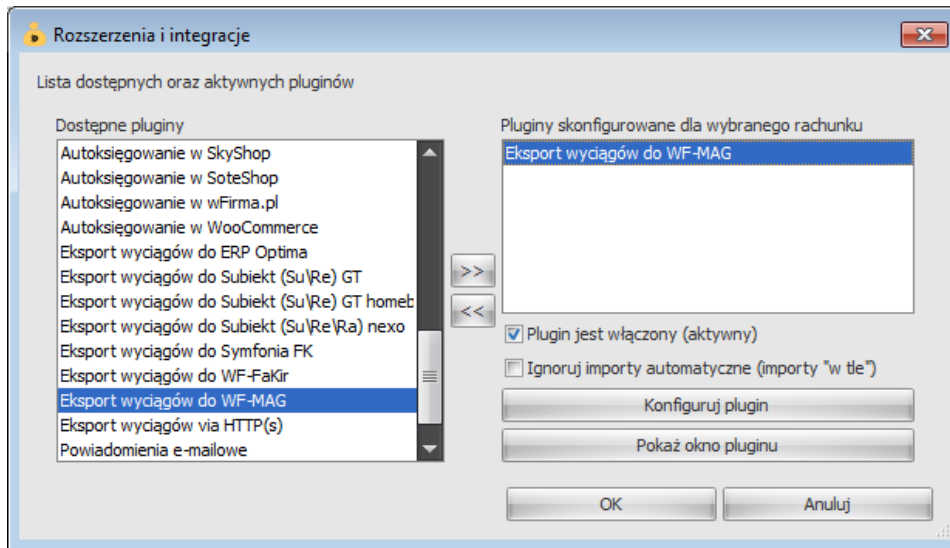 Rozszerzenia i integracje
Lista dostępnych oraz aktywnych pluginów
Dostępne pluginy
Autoksięgowanie w SkyShop
Autoksięgowanie w SoteShop
Autoksięgowanie w wFirma.pl
Autoksięgowanie w WooCommerce
Eksport wyciągów do ERP Optima
Eksport wyciągów do Subiekt (Su\Re) GT
Eksport wyciągów do Subiekt (Su\Re) GT homeb
Eksport wyciągów do Subiekt (Su\Re\Ra) nexo
Eksport wyciągów do Symfonia FK
Eksport wyciągów do WF-FaKir
Eksport wyciągów do WF-MAG
Eksport wyciągów via HTTP(s)
Powiadomienia e-mailowe
>>
<<
Pluginy skonfigurowane dla wybranego rachunku
Eksport wyciągów do WF-MAG
Plugin jest włączony (aktywny)
Ignoruj importy automatyczne (importy "w tle")
Konfiguruj plugin
Pokaż okno pluginu
OK
Anuluj